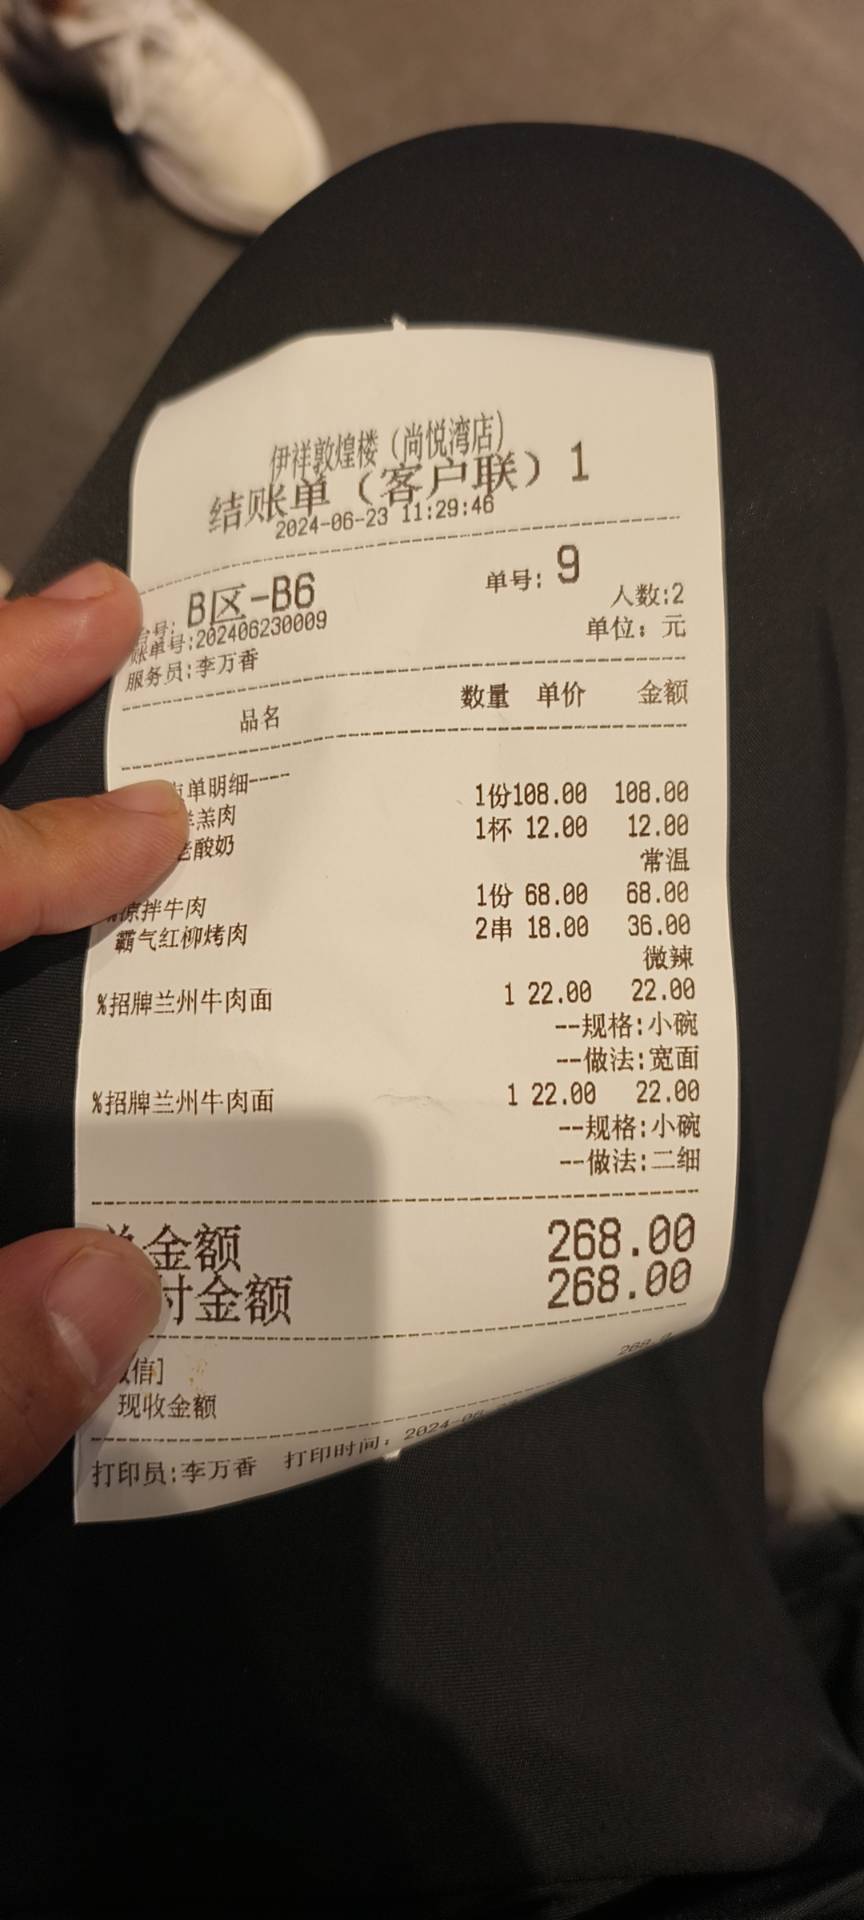 伊祥敦煌楼（尚悦湾店）
结账单（客户联）1
2024-06-23 11:29:46
号: B区-B6 单号: 9
账单号:202406230009 人数:2
服务员:李万香 单位: 元
品名 数量 单价 金额
单明细----
羔肉 1份108.00 108.00
老酸奶 1杯 12.00 12.00
常温
凉拌牛肉 1份 68.00 68.00
霸气红柳烤肉 2串 18.00 36.00
微辣
%招牌兰州牛肉面 1 22.00 22.00
--规格:小碗
--做法:宽面
%招牌兰州牛肉面 1 22.00 22.00
--规格:小碗
--做法:二细
金额 268.00
付金额 268.00
信]
现收金额
打印员:李万香 打印时间: 2024-06